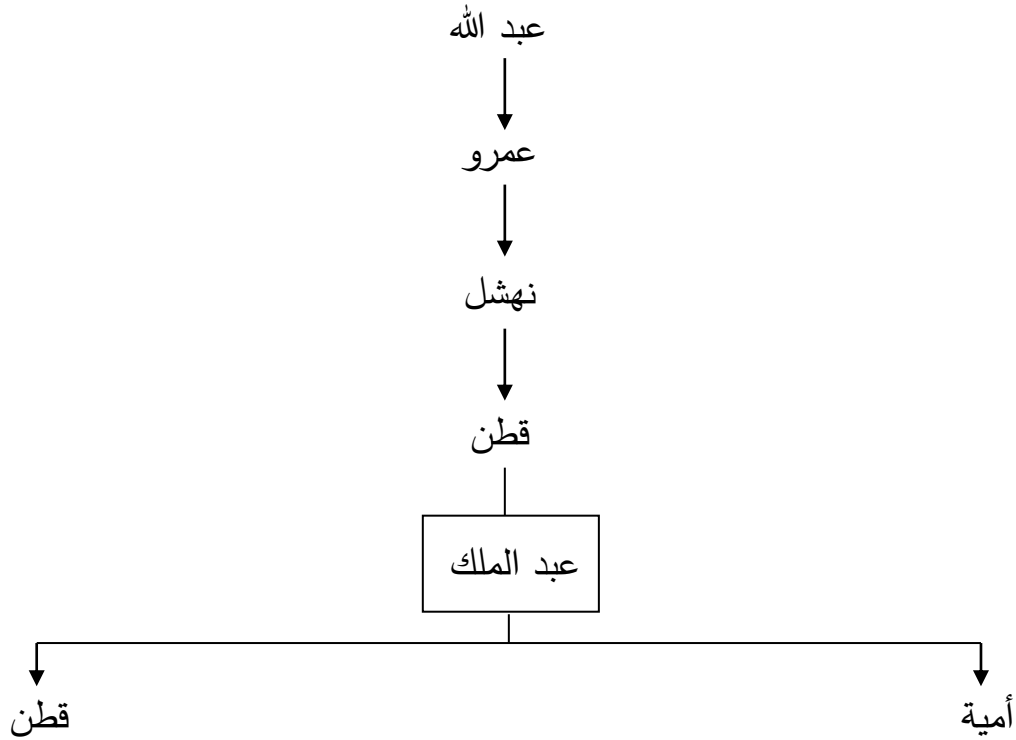 عبد الله
عمرو
نهشل
قطن
عبد الملك
أمية
قطن